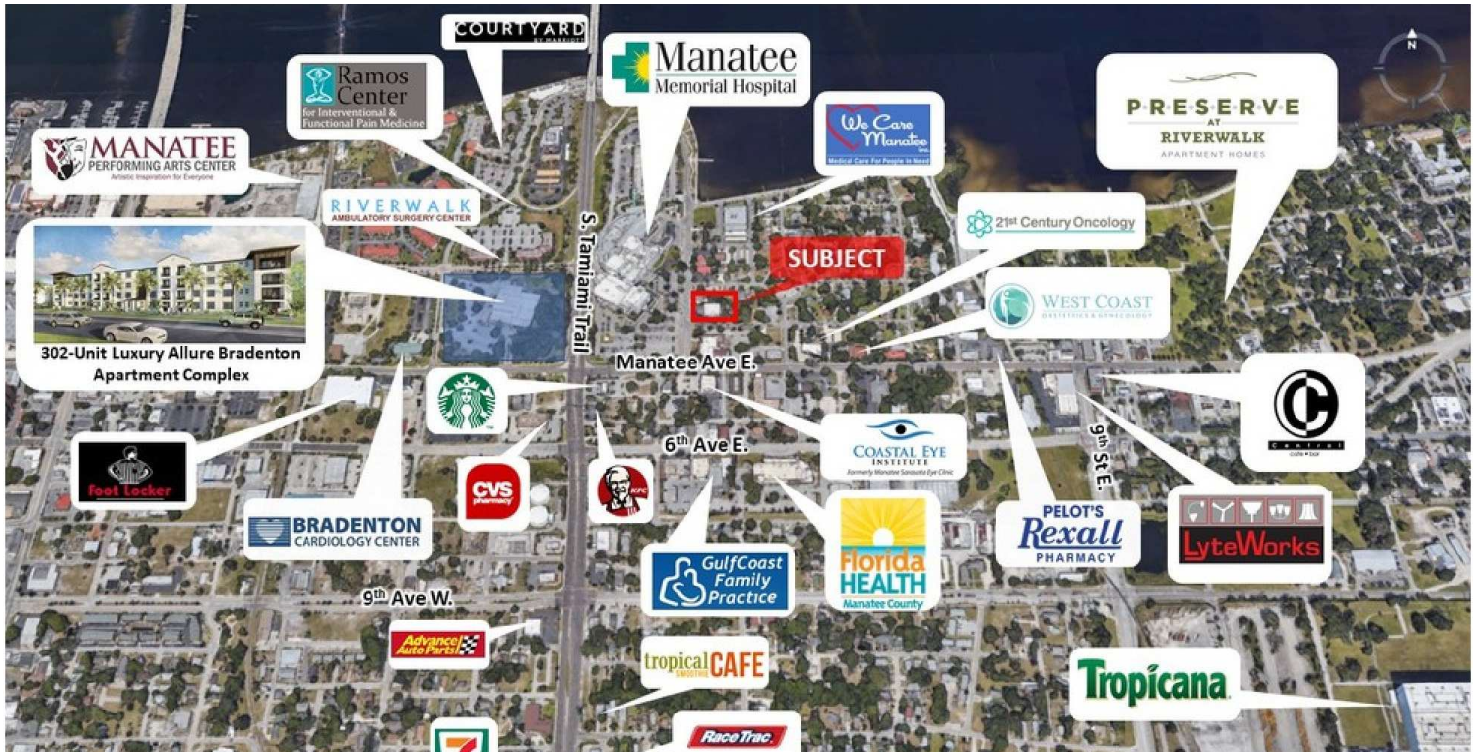 COURTYARD
BY MARRIOTT
N
Ramos
Center
for Interventional &
Functional Pain Medicine
Manatee
Memorial Hospital
PRESERVE
AT
RIVERWALK
APARTMENT HOMES
We Care
Manatee
Inc.
Medical Care For People In Need
MANATEE
PERFORMING ARTS CENTER
Artistic Inspiration for Everyone
RIVERWALK
AMBULATORY SURGERY CENTER
21st Century Oncology
S. Tamiami Trail
SUBJECT
WEST COAST
OBSTETRICS & GYNECOLOGY
302-Unit Luxury Allure Bradenton
Apartment Complex
Manatee Ave E.
Central
cafe • bar
6th Ave E.
COASTAL EYE
INSTITUTE
Formerly Manatee Sarasota Eye Clinic
9th St E.
Foot Locker
CVS
pharmacy
KFC
BRADENTON
CARDIOLOGY CENTER
Florida
HEALTH
Manatee County
PELOT'S
Rexall
PHARMACY
LyteWorks
GulfCoast
Family
Practice
9th Ave W.
Advance
Auto Parts
tropical
SMOOTHIE
CAFE
Tropicana
7
RaceTrac